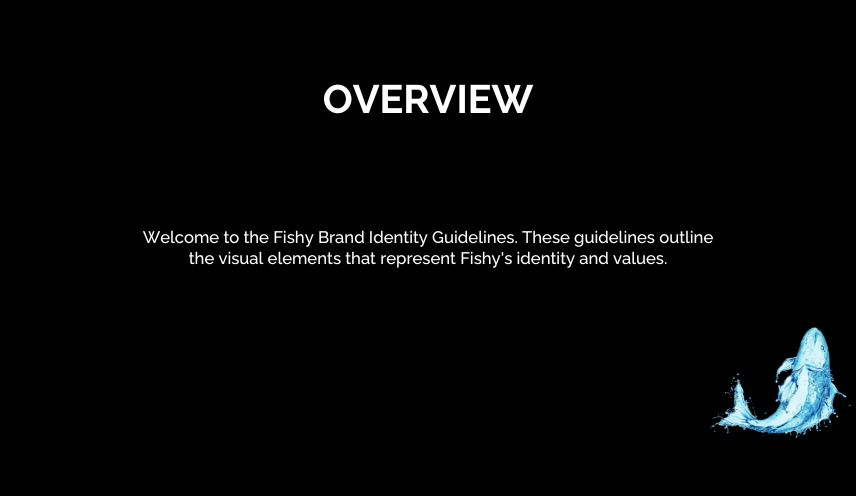 OVERVIEW
Welcome to the Fishy Brand Identity Guidelines. These guidelines outline
the visual elements that represent Fishy's identity and values.